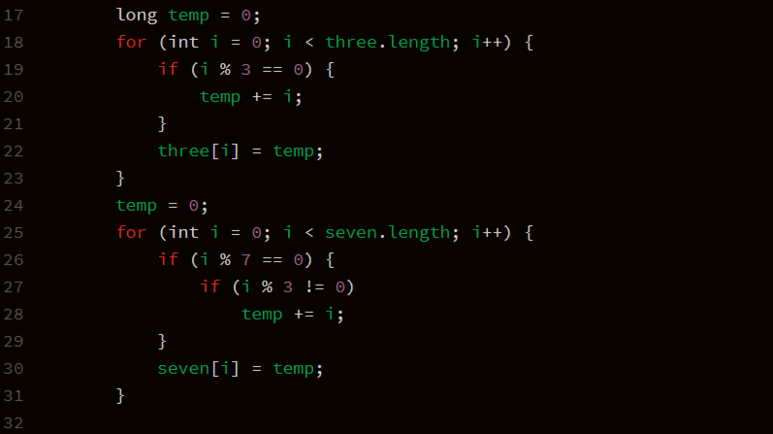 17 long temp = 0;
18 for (int i = 0; i < three.length; i++) {
19 if (i % 3 == 0) {
20 temp += i;
21 }
22 three[i] = temp;
23 }
24 temp = 0;
25 for (int i = 0; i < seven.length; i++) {
26 if (i % 7 == 0) {
27 if (i % 3 != 0)
28 temp += i;
29 }
30 seven[i] = temp;
31 }
32